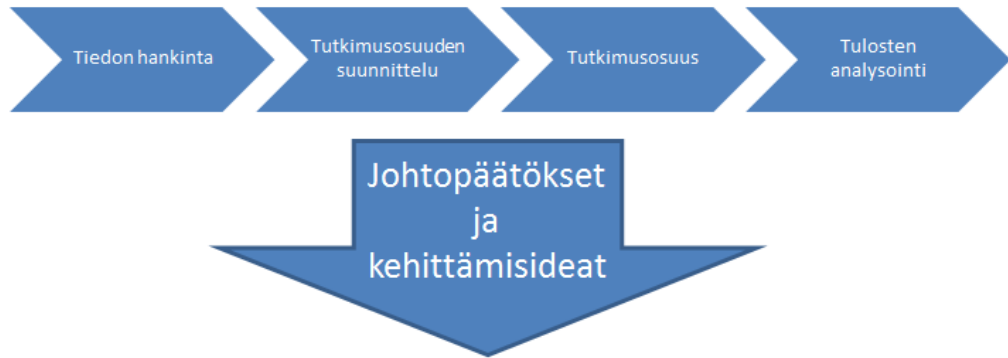 Tiedon hankinta
Tutkimusosuuden
suunnittelu
Tutkimusosuus
Tulosten
analysointi
Johtopäätökset
ja
kehittämisideat